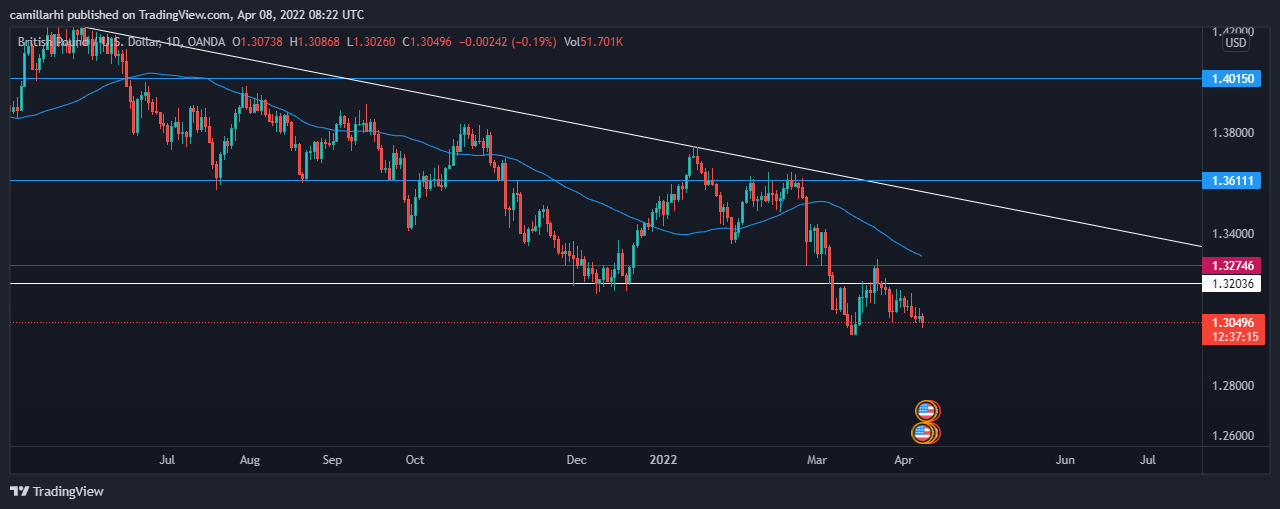 camillarhi published on TradingView.com, Apr 08, 2022 08:22 UTC
British Pound / U.S. Dollar, 1D, OANDA O1.30738 H1.30868 L1.30260 C1.30496 −0.00242 (−0.19%) Vol51.701K
1.42000
USD
1.40150
1.38000
1.36111
1.34000
1.32746
1.32036
1.30496
12:37:15
1.28000
1.26000
Jul Aug Sep Oct Dec 2022 Mar Apr Jun Jul
TradingView